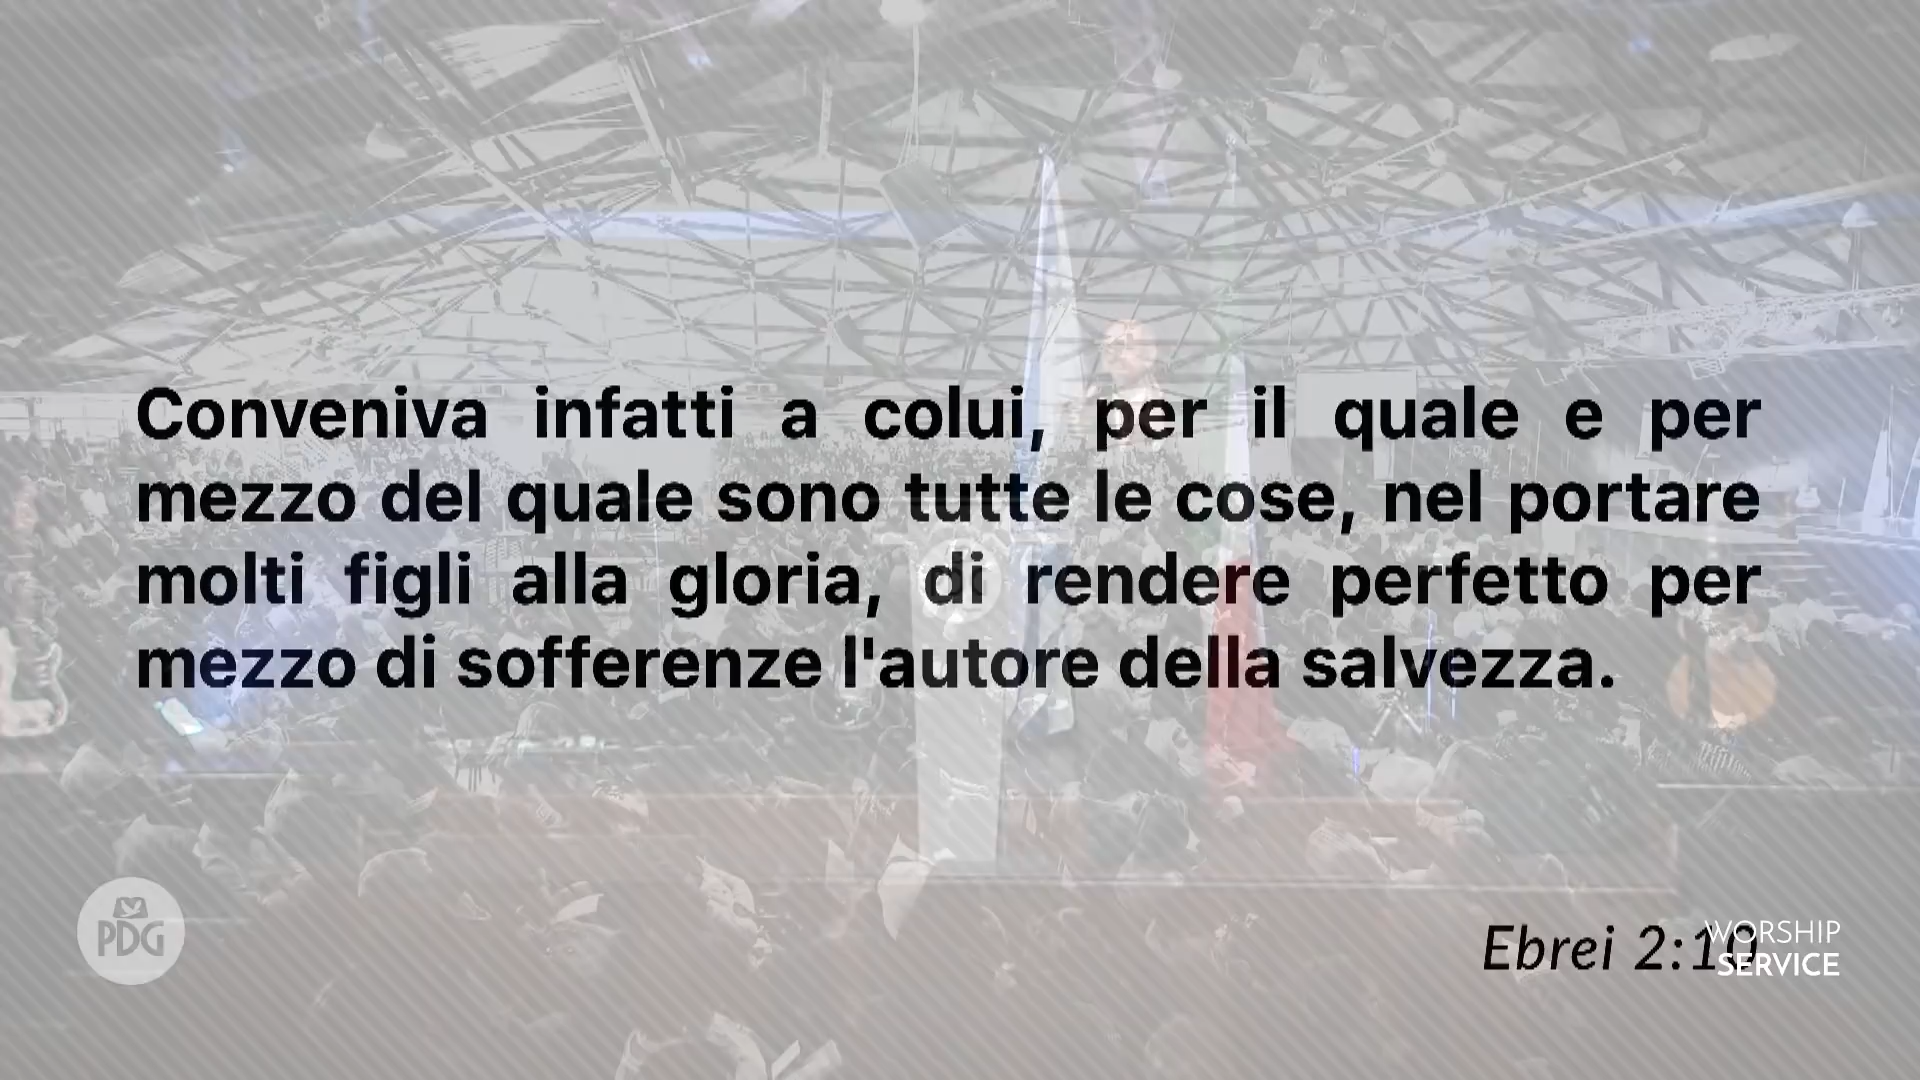 Conveniva infatti a colui, per il quale e per
mezzo del quale sono tutte le cose, nel portare
molti figli alla gloria, di rendere perfetto per
mezzo di sofferenze l'autore della salvezza.
PDG
Ebrei 2:10
WORSHIP
SERVICE